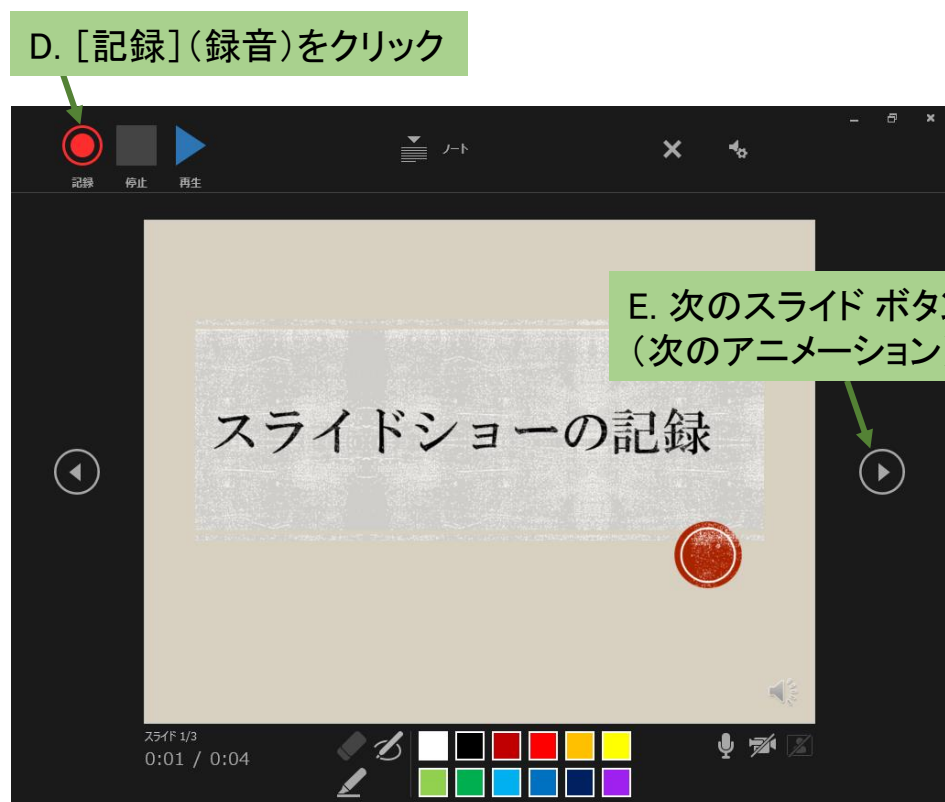 D. [記録](録音)をクリック
記録
停止
再生
ノート
E. 次のスライド ボタン
(次のアニメーション
スライドショーの記録
スライド 1/3
0:01 / 0:04